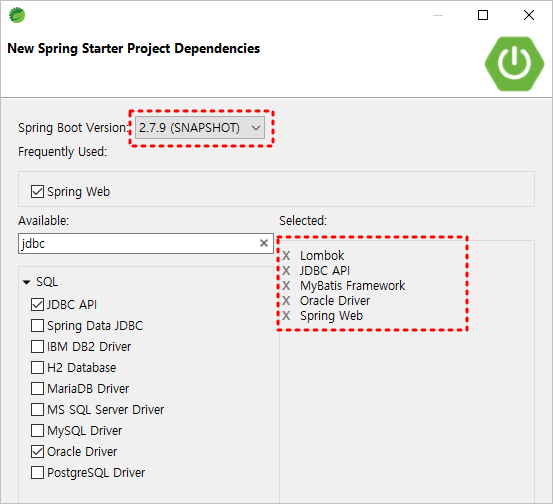 New Spring Starter Project Dependencies
Spring Boot Version: 2.7.9 (SNAPSHOT)
Frequently Used:
Spring Web
Available:
Selected:
jdbc
SQL
JDBC API
Spring Data JDBC
IBM DB2 Driver
H2 Database
MariaDB Driver
MS SQL Server Driver
MySQL Driver
Oracle Driver
PostgreSQL Driver
X Lombok
X JDBC API
X MyBatis Framework
X Oracle Driver
X Spring Web